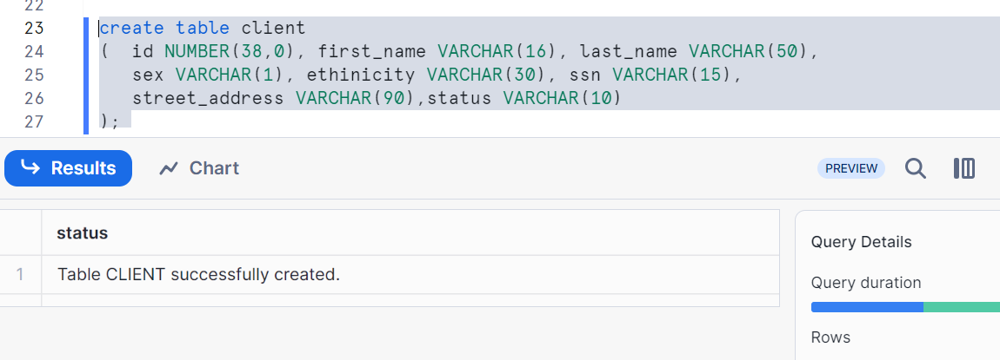 22
23 create table client
24 ( id NUMBER(38,0), first_name VARCHAR(16), last_name VARCHAR(50),
25 sex VARCHAR(1), ethinicity VARCHAR(30), ssn VARCHAR(15),
26 street_address VARCHAR(90),status VARCHAR(10)
27 );
Results Chart PREVIEW
status
1 Table CLIENT successfully created.
Query Details
Query duration
Rows